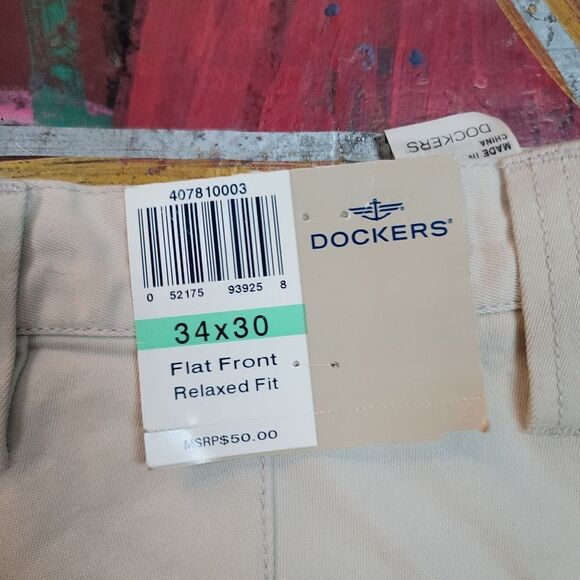 MADE IN
CHINA
DOCKERS
407810003
0 52175 93925 8
34x30
Flat Front
Relaxed Fit
MSRP$50.00
DOCKERS®